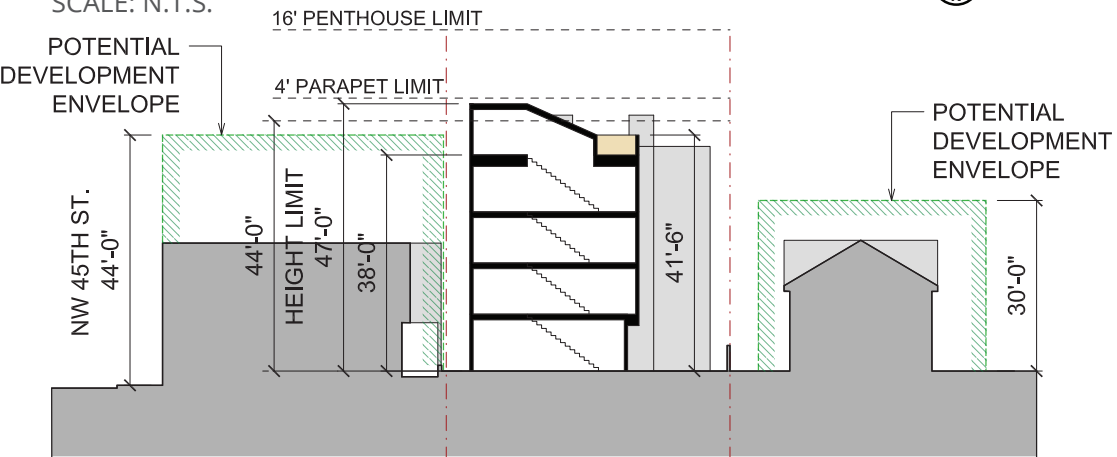 SCALE: N.T.S.
16' PENTHOUSE LIMIT
POTENTIAL
DEVELOPMENT
ENVELOPE
4' PARAPET LIMIT
POTENTIAL
DEVELOPMENT
ENVELOPE
NW 45TH ST.
44'-0"
44'-0"
HEIGHT LIMIT
47'-0"
38'-0"
41'-6"
30'-0"